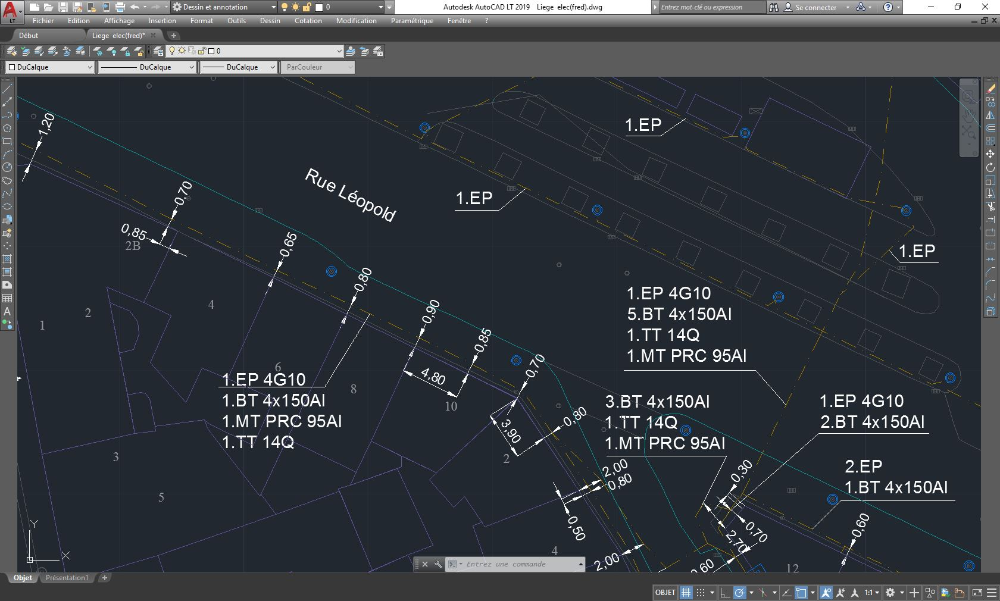 Dessin et annotation
0
Autodesk AutoCAD LT 2019 Liege elec(fred).dwg
Entrez mot-clé ou expression
Se connecter
LT
Fichier Edition Affichage Insertion Format Outils Dessin Cotation Modification Paramétrique Fenêtre ?
Début
Liege elec(fred)*
0
DuCalque
DuCalque
DuCalque
ParCouleur
1,20
1.EP
Rue Léopold
0,70
1.EP
0,85
2B
0,65
1.EP
0,80
1.EP 4G10
5.BT 4x150Al
1.TT 14Q
1.MT PRC 95Al
4
2
1
0,90
0,85
0,70
6
1.EP 4G10
1.BT 4x150Al
1.MT PRC 95Al
1.TT 14Q
8
4,80
10
3.BT 4x150Al
1.TT 14Q
1.MT PRC 95Al
1.EP 4G10
2.BT 4x150Al
0,80
3,90
2
3
5
2,00
0,80
0,50
0,30
2.EP
1.BT 4x150Al
0,70
2,70
0,60
4
2,00
0,60
12
Y
X
Entrez une commande
Objet
Présentation1
OBJET
1:1